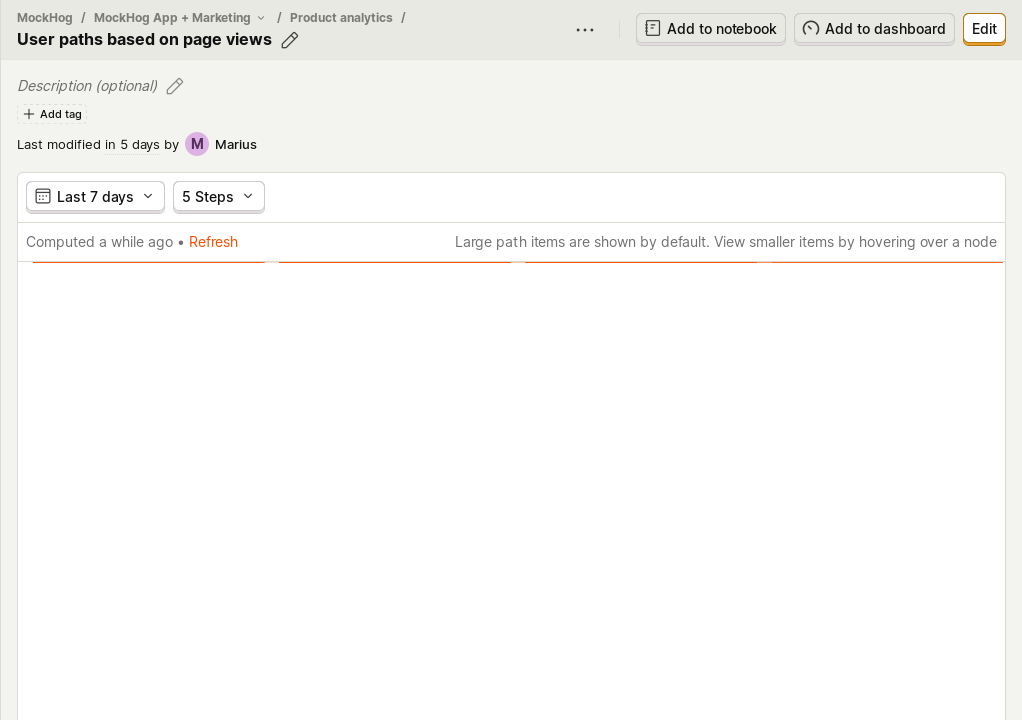 MockHog / MockHog App + Marketing / Product analytics /
User paths based on page views
Add to notebook
Add to dashboard
Edit
Description (optional)
Add tag
Last modified in 5 days by M Marius
Last 7 days
5 Steps
Computed a while ago • Refresh
Large path items are shown by default. View smaller items by hovering over a node